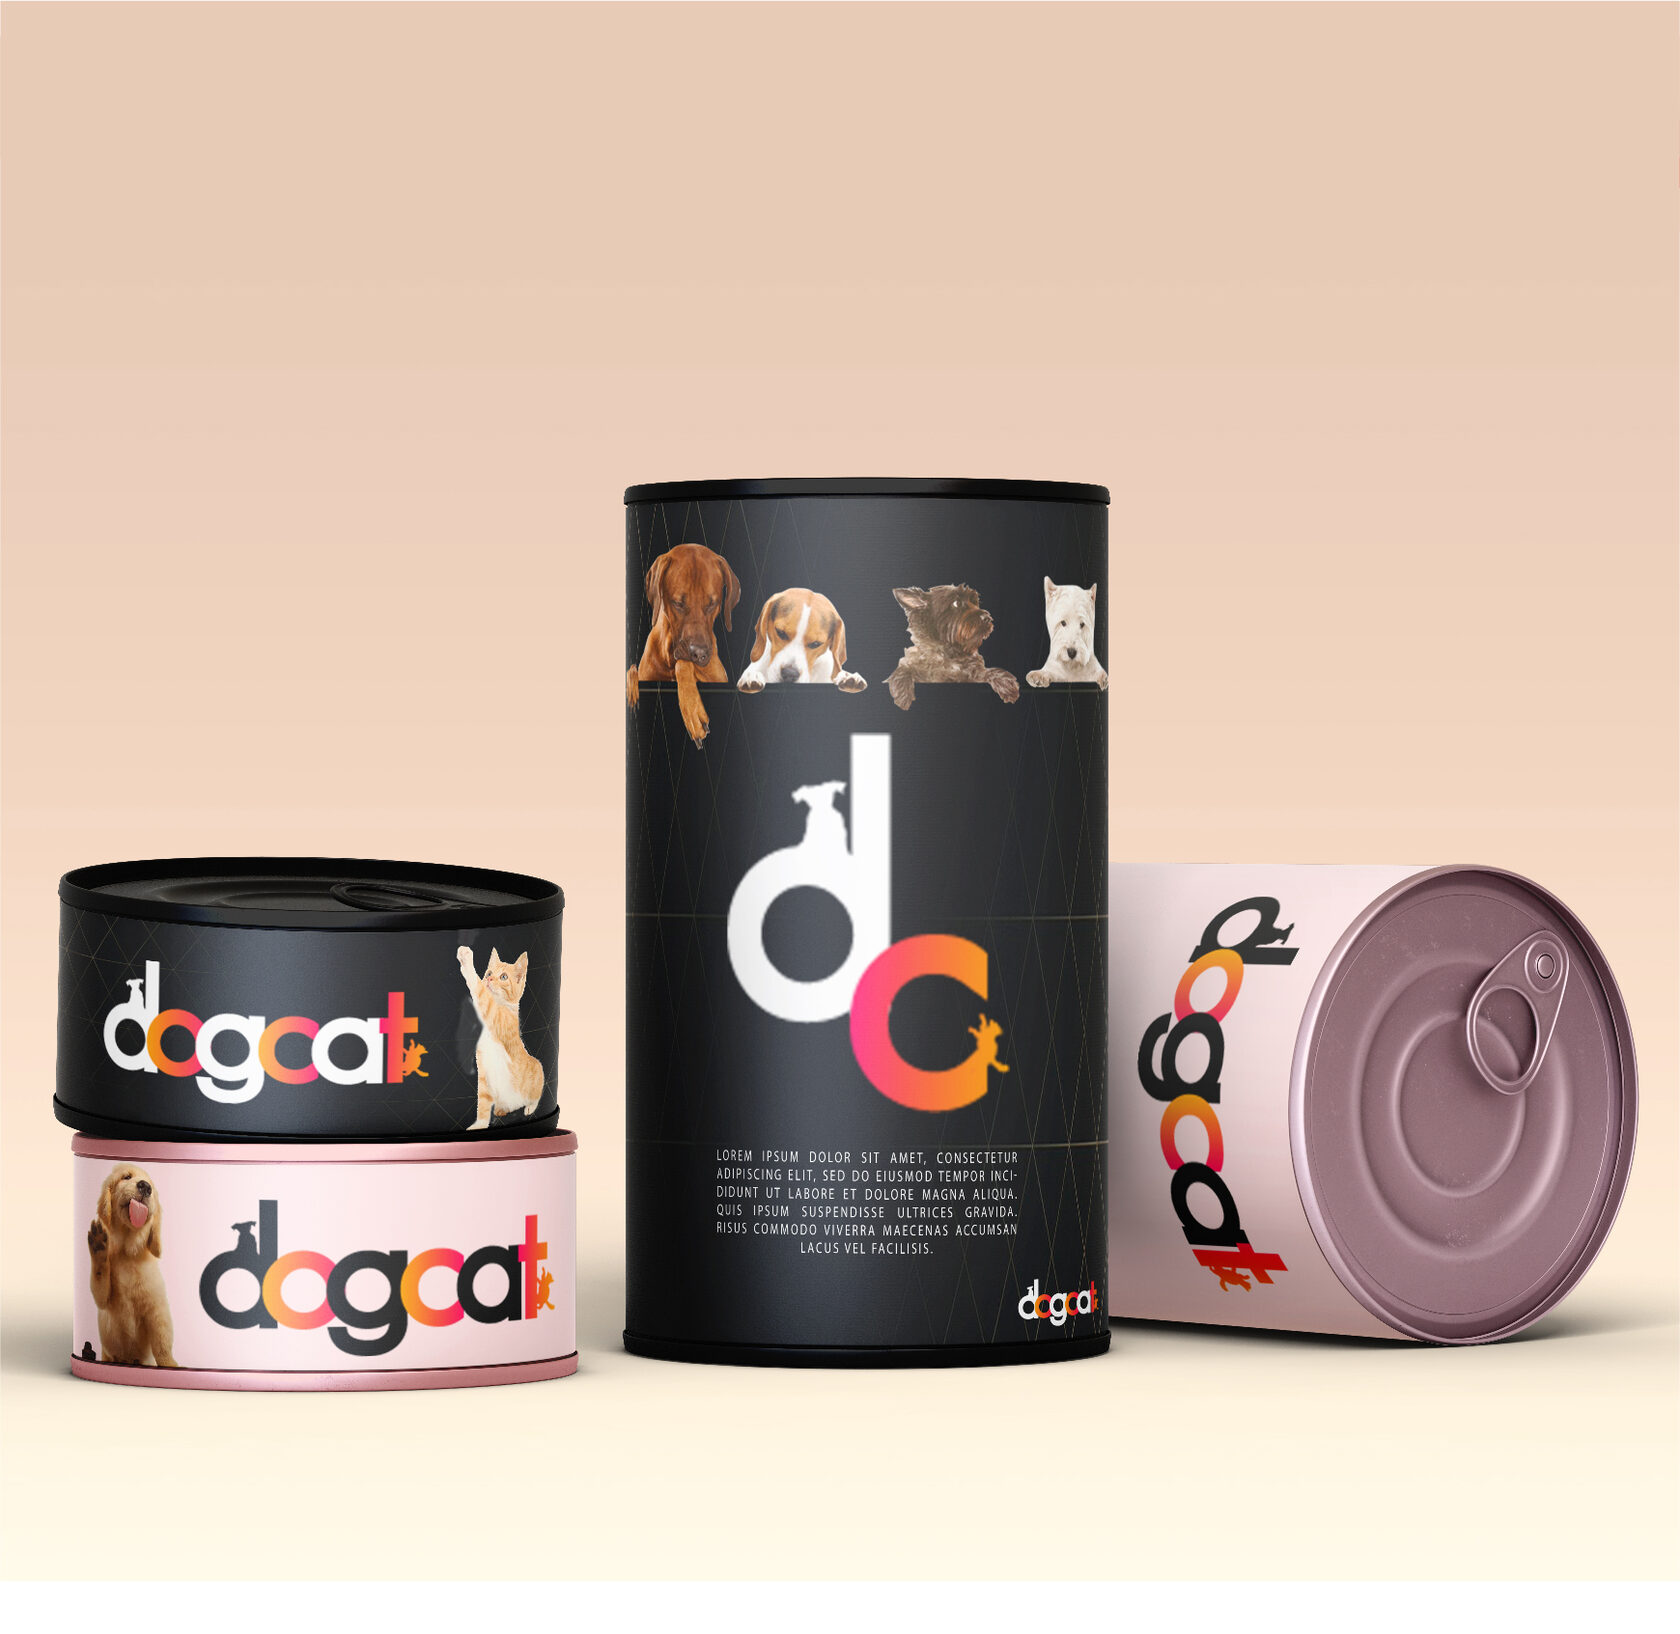 dogcat
dogcat
dc
LOREM IPSUM DOLOR SIT AMET, CONSECTETUR
ADIPISCING ELIT, SED DO EIUSMOD TEMPOR INCI-
DIDUNT UT LABORE ET DOLORE MAGNA ALIQUA.
QUIS IPSUM SUSPENDISSE ULTRICES GRAVIDA.
RISUS COMMODO VIVERRA MAECENAS ACCUMSAN
LACUS VEL FACILISIS.
dogcat
dogcat